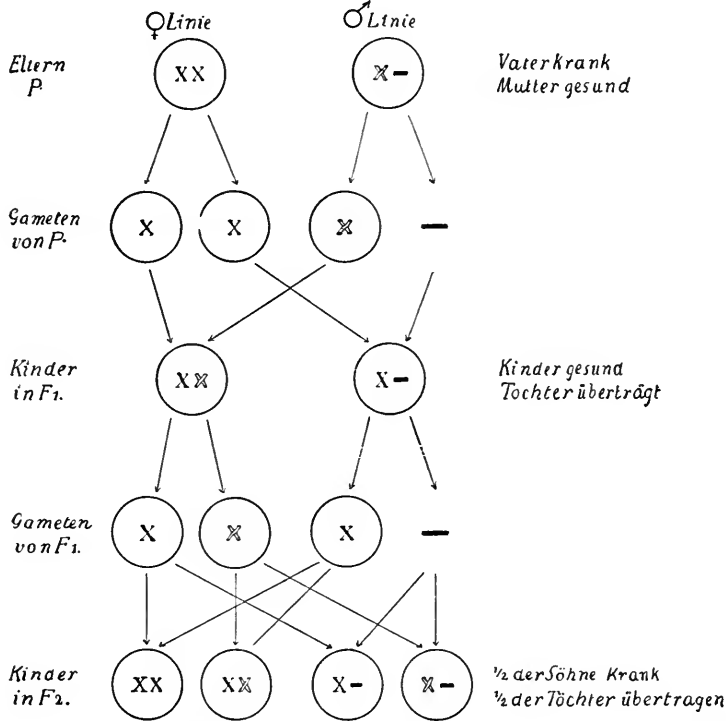 ♀Linie ♂Linie
Eltern
P.
XX X–
Vater krank
Mutter gesund
Gameten
von P.
X X X –
Kinder
in F1.
XX X–
Kinder gesund
Tochter überträgt
Gameten
von F1.
X X X –
Kinder
in F2.
XX XX X– X–
½ der Söhne Krank
½ der Töchter übertragen